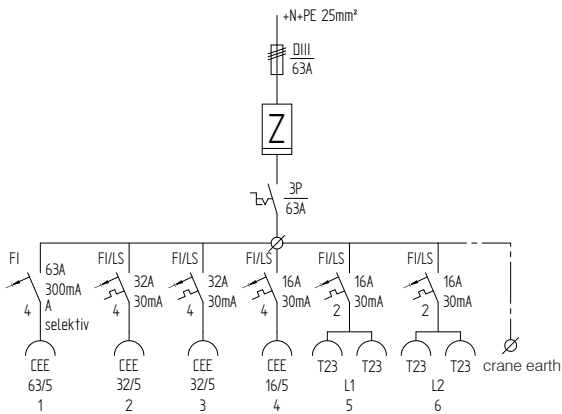 +N+PE 25mm²
DIII
63A
Z
3P
63A
FI 63A 300mA A selektiv 4
FI/LS 32A 30mA 4
FI/LS 32A 30mA 4
FI/LS 16A 30mA 4
FI/LS 16A 30mA 2
FI/LS 16A 30mA 2
CEE CEE CEE CEE T23 T23 T23 T23 crane earth
63/5 32/5 32/5 16/5 L1 L2
1 2 3 4 5 6